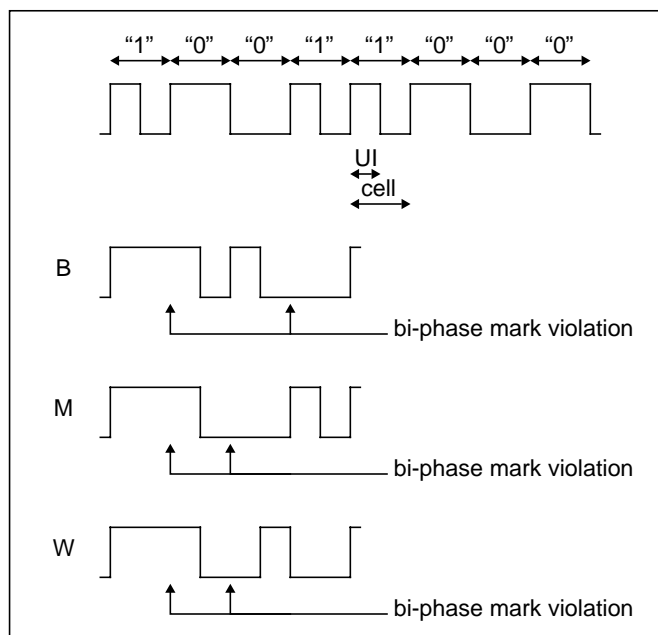 “1” “0” “0” “1” “1” “0” “0” “0”
UI
cell
B
bi-phase mark violation
M
bi-phase mark violation
W
bi-phase mark violation